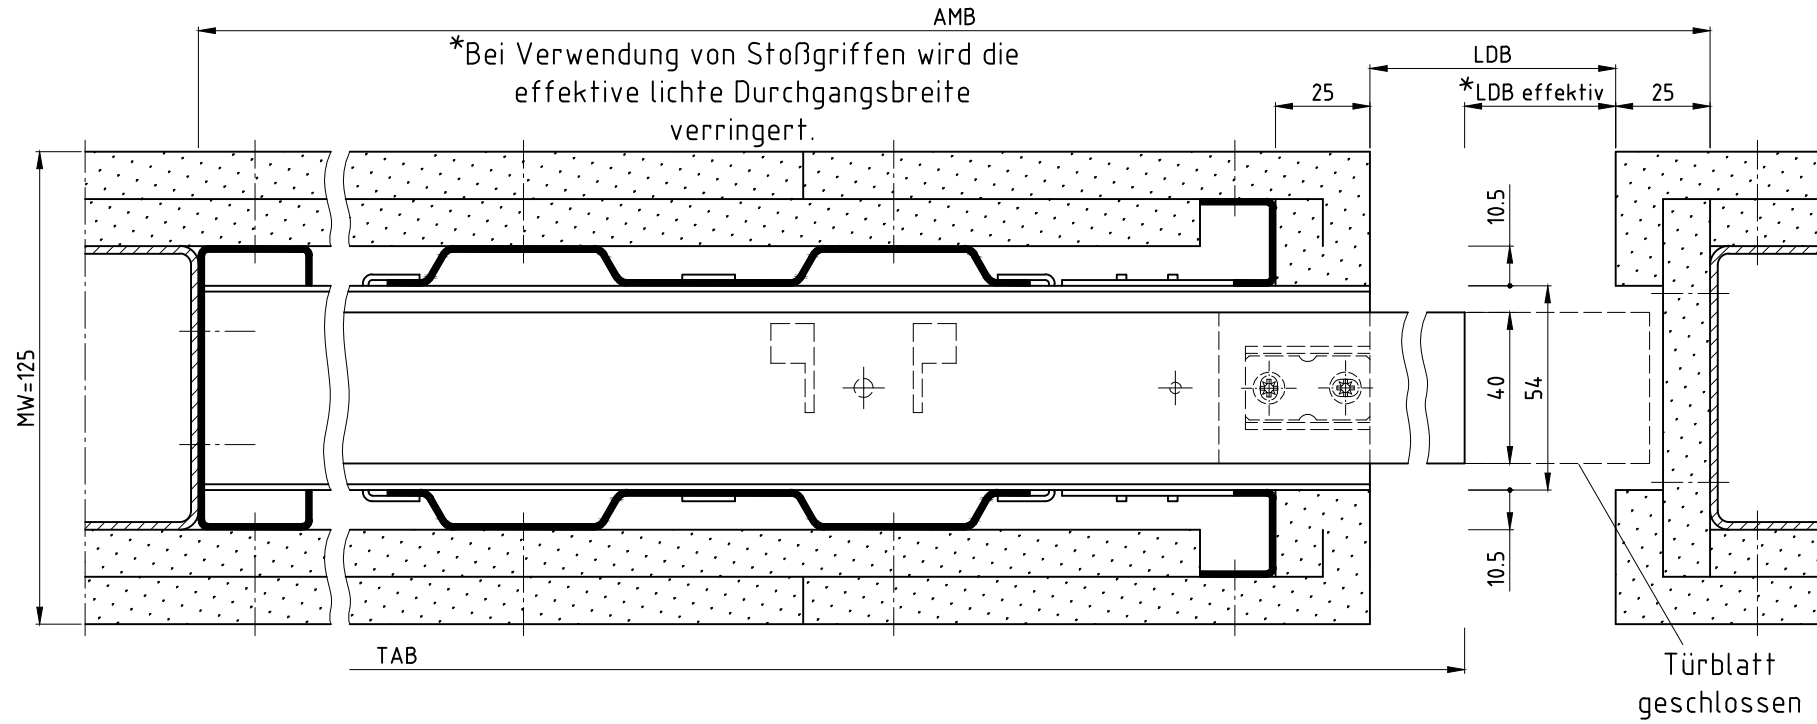 AMB
*Bei Verwendung von Stoßgriffen wird die
effektive lichte Durchgangsbreite
verringert.
LDB
*LDB effektiv
25
25
10.5
MW=125
40
54
10.5
TAB
Türblatt
geschlossen